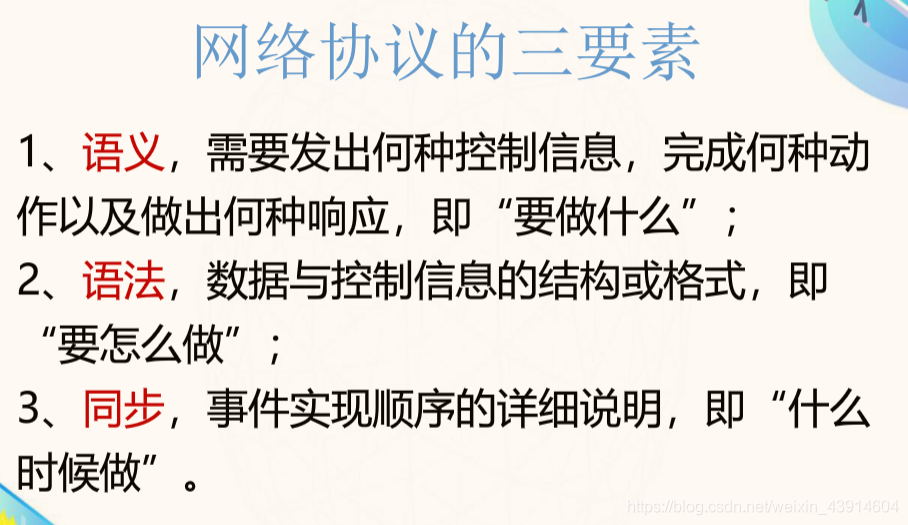 网络协议的三要素
1、语义，需要发出何种控制信息，完成何种动
作以及做出何种响应，即“要做什么”；
2、语法，数据与控制信息的结构或格式，即
“要怎么做”；
3、同步，事件实现顺序的详细说明，即“什么
时候做”。
https://blog.csdn.net/weixin_43914604